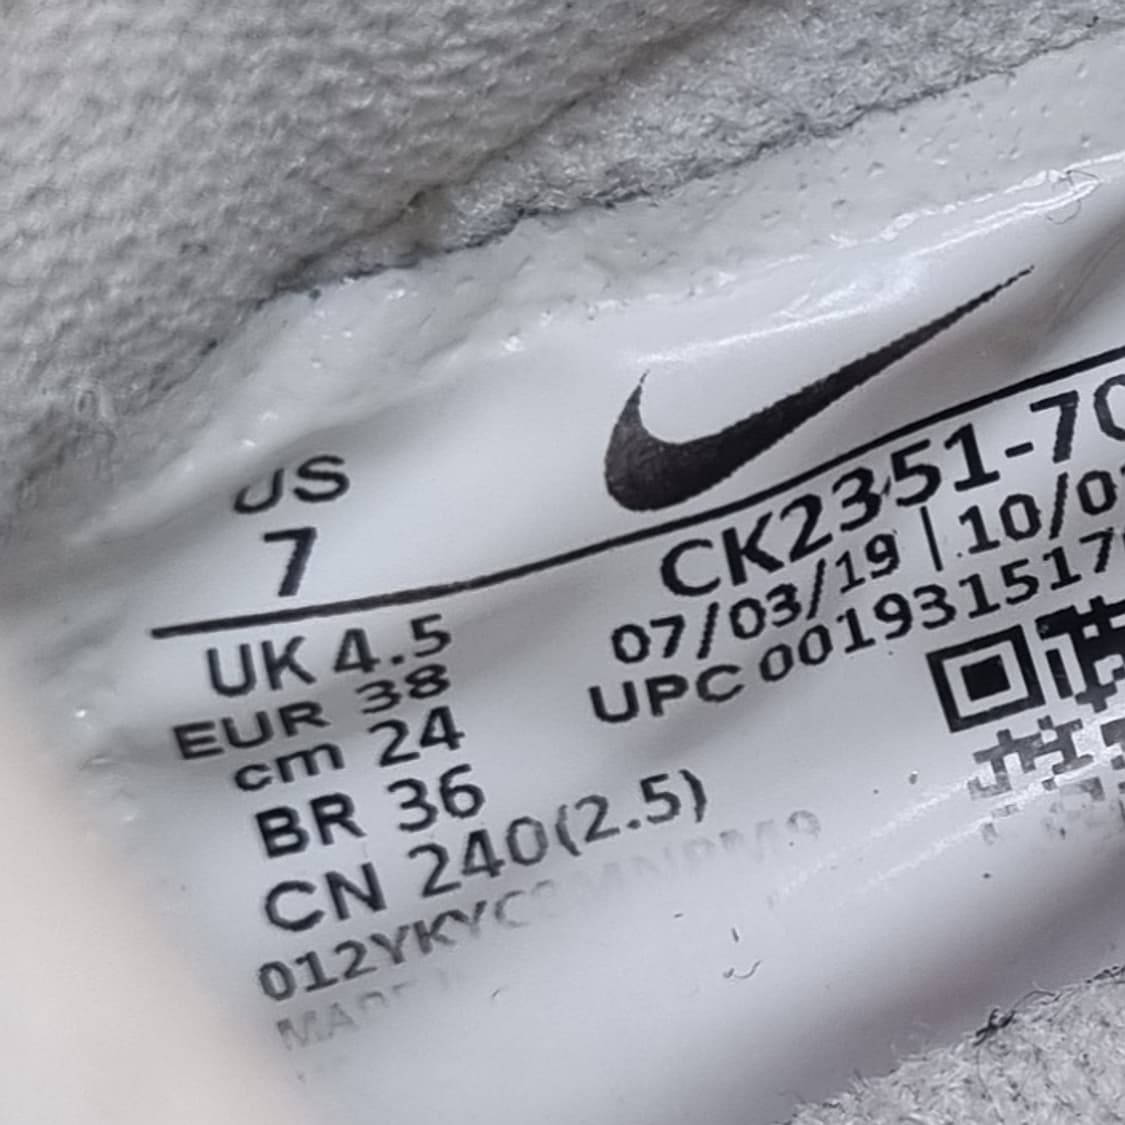 US
7
UK 4.5
EUR 38
cm 24
BR 36
CN 240(2.5)
CK2351-70
07/03/19 | 10/0
UPC 00193151